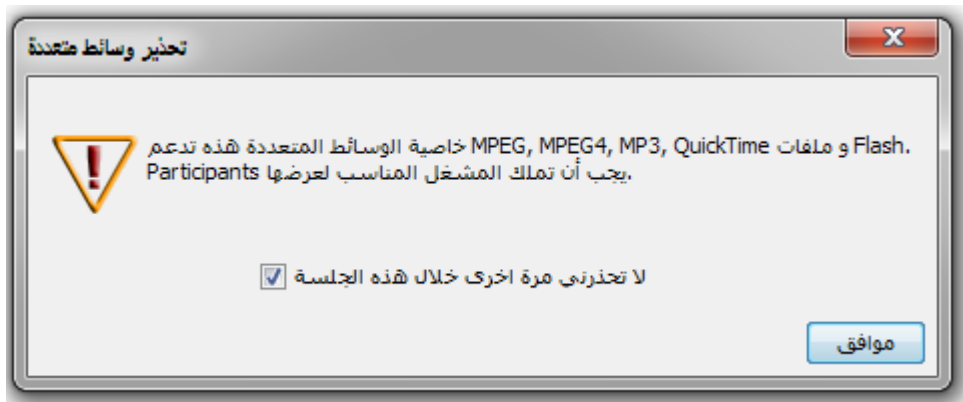 تحذير وسائط متعددة
خاصية الوسائط المتعددة هذه تدعم MPEG, MPEG4, MP3, QuickTime و ملفات Flash.
Participants يجب أن تملك المشغل المناسب لعرضها.
لا تحذرني مرة اخرى خلال هذه الجلسة
موافق